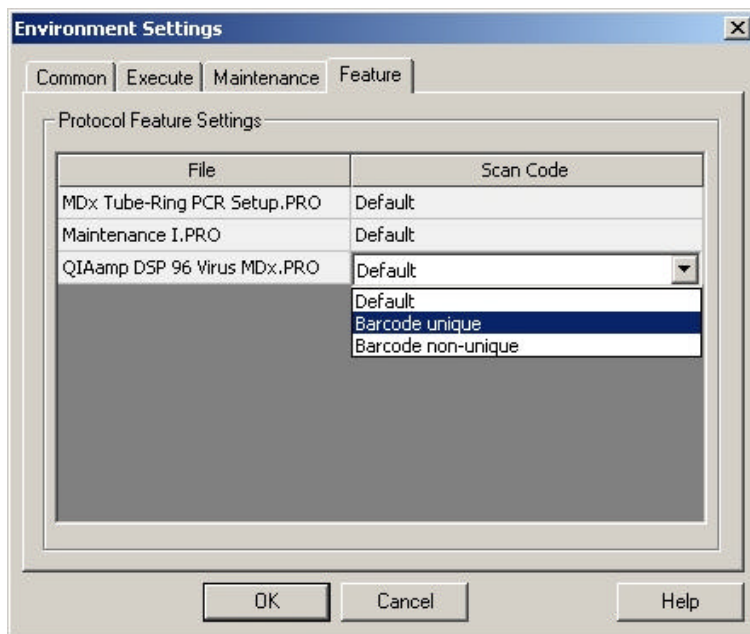 Environment Settings
Common Execute Maintenance Feature
Protocol Feature Settings
File Scan Code
MDx Tube-Ring PCR Setup.PRO Default
Maintenance I.PRO Default
QIAamp DSP 96 Virus MDx.PRO Default
Default
Barcode unique
Barcode non-unique
OK Cancel Help